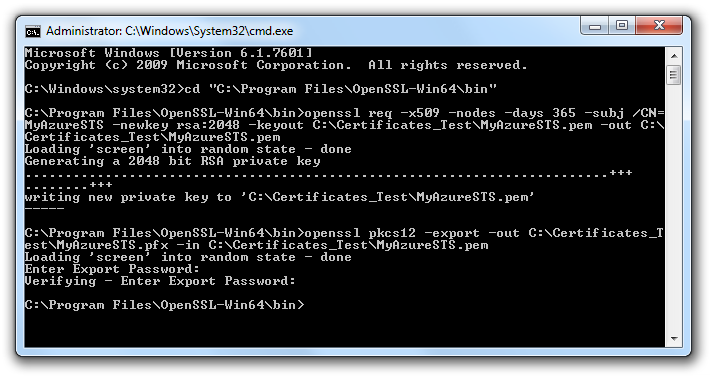 Administrator: C:\Windows\System32\cmd.exe
C:\.
Microsoft Windows [Version 6.1.7601]
Copyright (c) 2009 Microsoft Corporation.  All rights reserved.
C:\Windows\system32>cd "C:\Program Files\OpenSSL-Win64\bin"
C:\Program Files\OpenSSL-Win64\bin>openssl req -x509 -nodes -days 365 -subj /CN=
MyAzureSTS -newkey rsa:2048 -keyout C:\Certificates_Test\MyAzureSTS.pem -out C:\
Certificates_Test\MyAzureSTS.pem
Loading 'screen' into random state - done
Generating a 2048 bit RSA private key
.......................................................................+++
........+++
writing new private key to 'C:\Certificates_Test\MyAzureSTS.pem'
-----
C:\Program Files\OpenSSL-Win64\bin>openssl pkcs12 -export -out C:\Certificates_T
est\MyAzureSTS.pfx -in C:\Certificates_Test\MyAzureSTS.pem
Loading 'screen' into random state - done
Enter Export Password:
Verifying - Enter Export Password:
C:\Program Files\OpenSSL-Win64\bin>